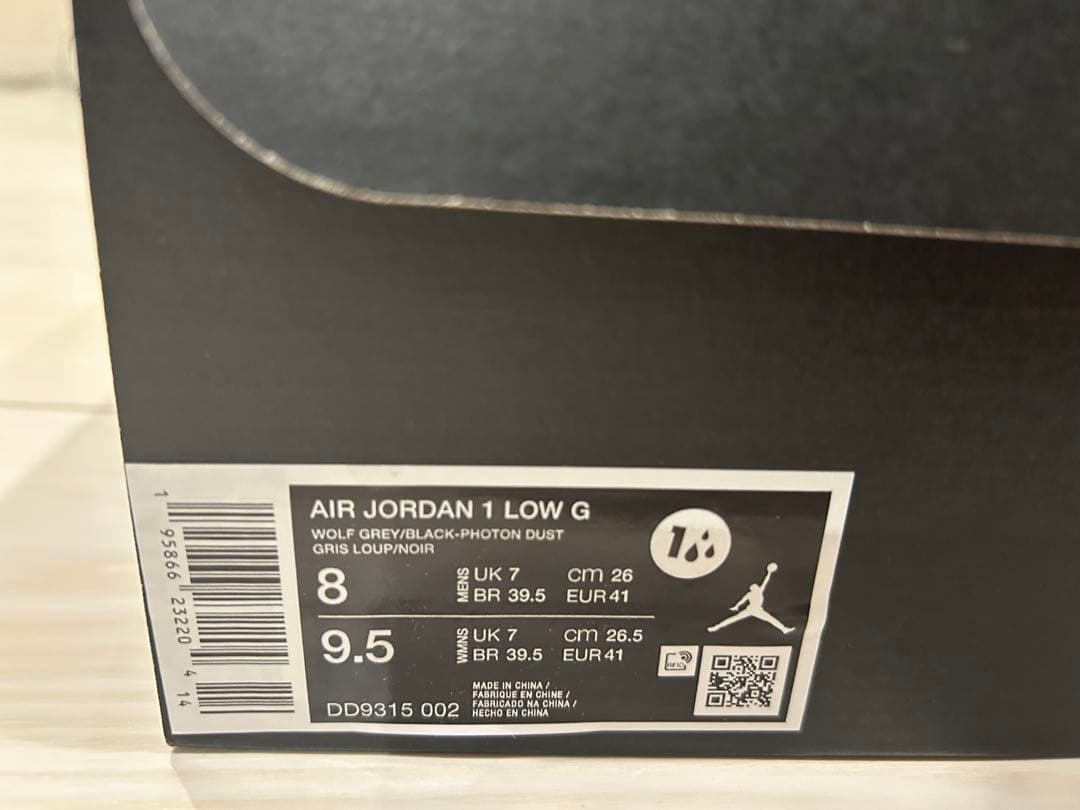 AIR JORDAN 1 LOW G
WOLF GREY/BLACK-PHOTON DUST
GRIS LOUP/NOIR
8 MENS UK 7 cm 26
BR 39.5 EUR 41
9.5 WMNS UK 7 cm 26.5
BR 39.5 EUR 41
DD9315 002
MADE IN CHINA /
FABRIQUE EN CHINE /
FABRICADO NA CHINA /
HECHO EN CHINA
1
RFID
1 95866 23220 4 14